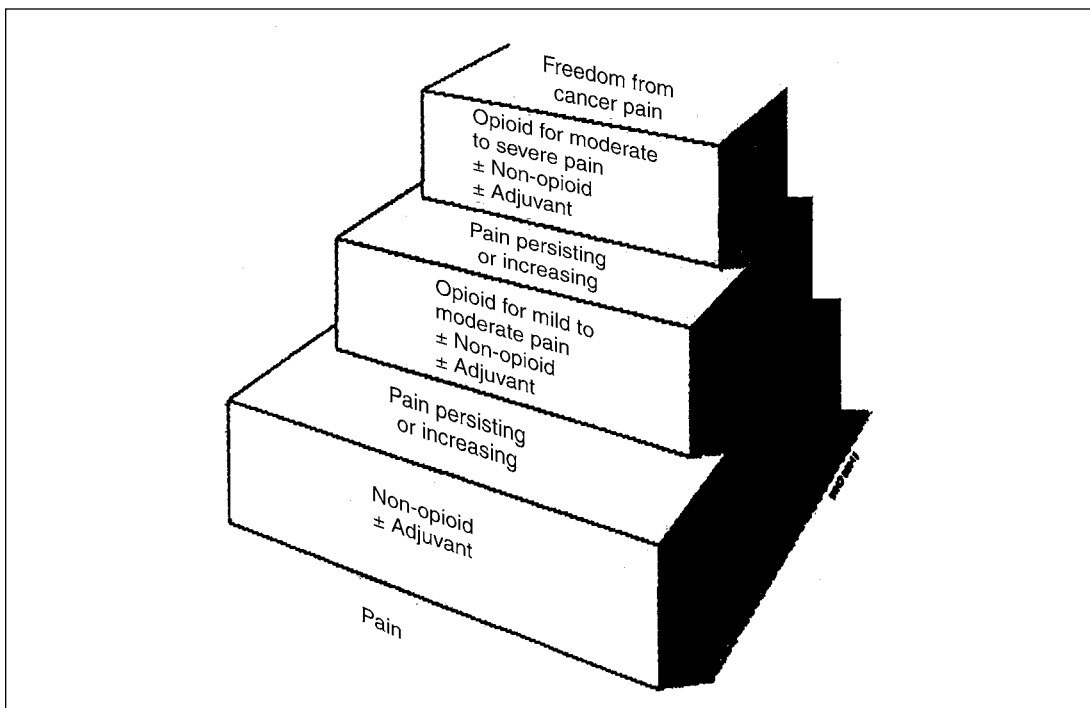 Freedom from
cancer pain
Opioid for moderate
to severe pain
± Non-opioid
± Adjuvant
Pain persisting
or increasing
Opioid for mild to
moderate pain
± Non-opioid
± Adjuvant
Pain persisting
or increasing
Non-opioid
± Adjuvant
Pain